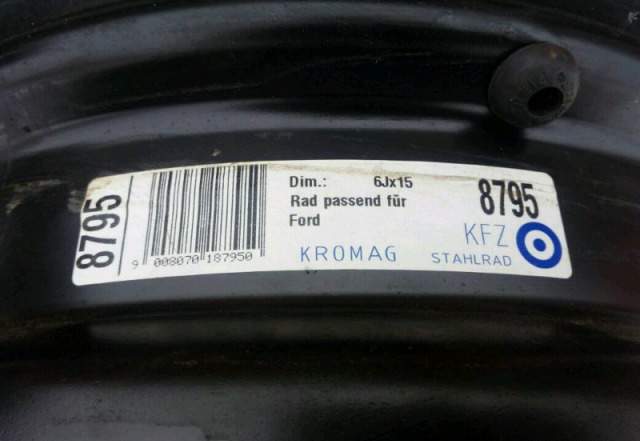 8795
9 008070 187950
Dim.: 6Jx15
Rad passend für
Ford
KROMAG
8795
KFZ
STAHLRAD